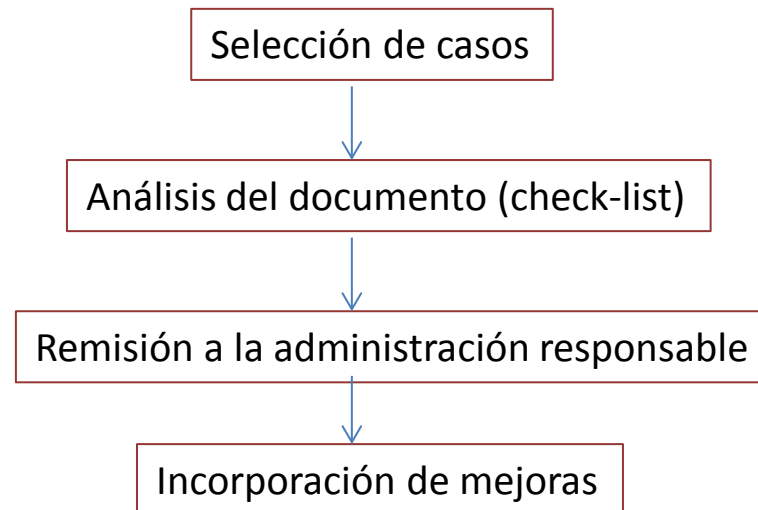 Selección de casos
Análisis del documento (check-list)
Remisión a la administración responsable
Incorporación de mejoras